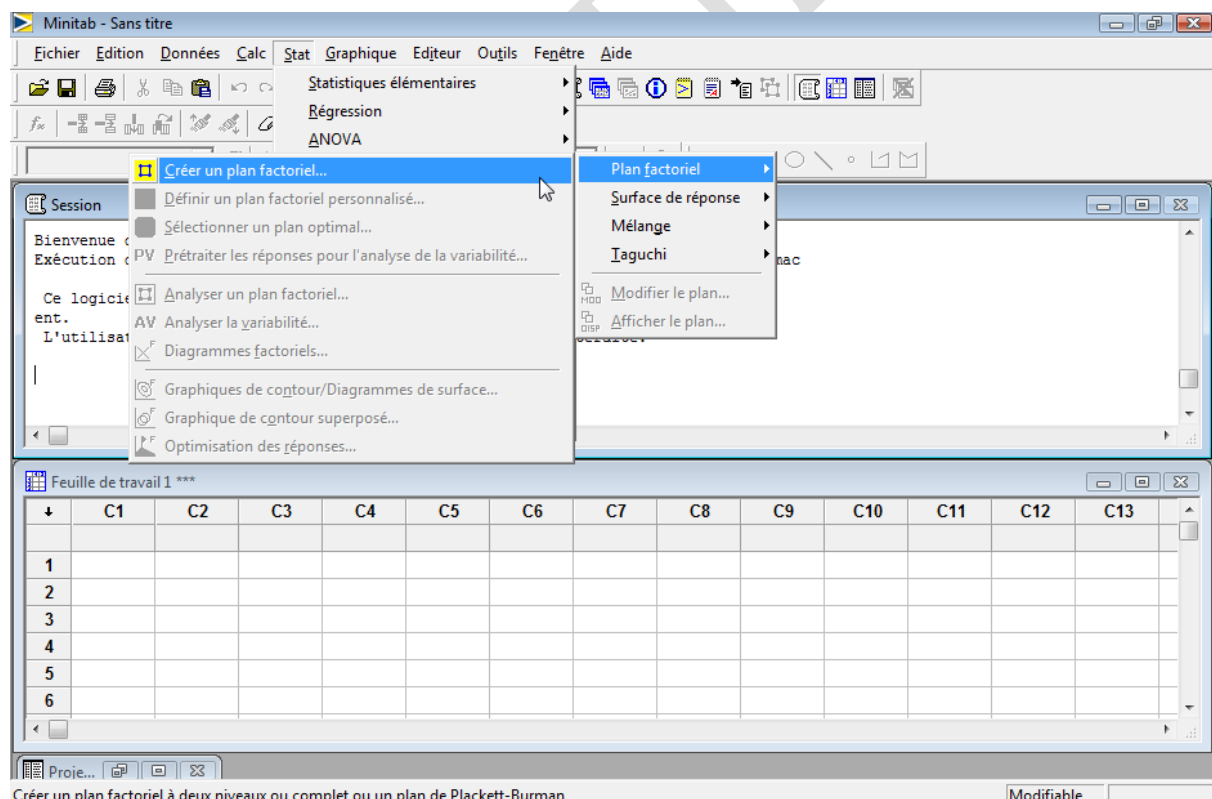 Minitab - Sans titre
Fichier Edition Données Calc Stat Graphique Editeur Outils Fenêtre Aide
Statistiques élémentaires
Régression
ANOVA
Créer un plan factoriel...
Définir un plan factoriel personnalisé...
Sélectionner un plan optimal...
PV Prétraiter les réponses pour l'analyse de la variabilité...
Analyser un plan factoriel...
AV Analyser la variabilité...
Diagrammes factoriels...
Graphiques de contour/Diagrammes de surface...
Graphique de contour superposé...
Optimisation des réponses...
Plan factoriel
Surface de réponse
Mélange
Taguchi
MOD Modifier le plan...
DISP Afficher le plan...
Session
Bienvenue
Exécution
mac
Ce
ent.
Feuille de travail 1 ***
C1 C2 C3 C4 C5 C6 C7 C8 C9 C10 C11 C12 C13
1
2
3
4
5
6
Proje...
Créer un plan factoriel à deux niveaux ou complet ou un plan de Plackett-Burman
Modifiable